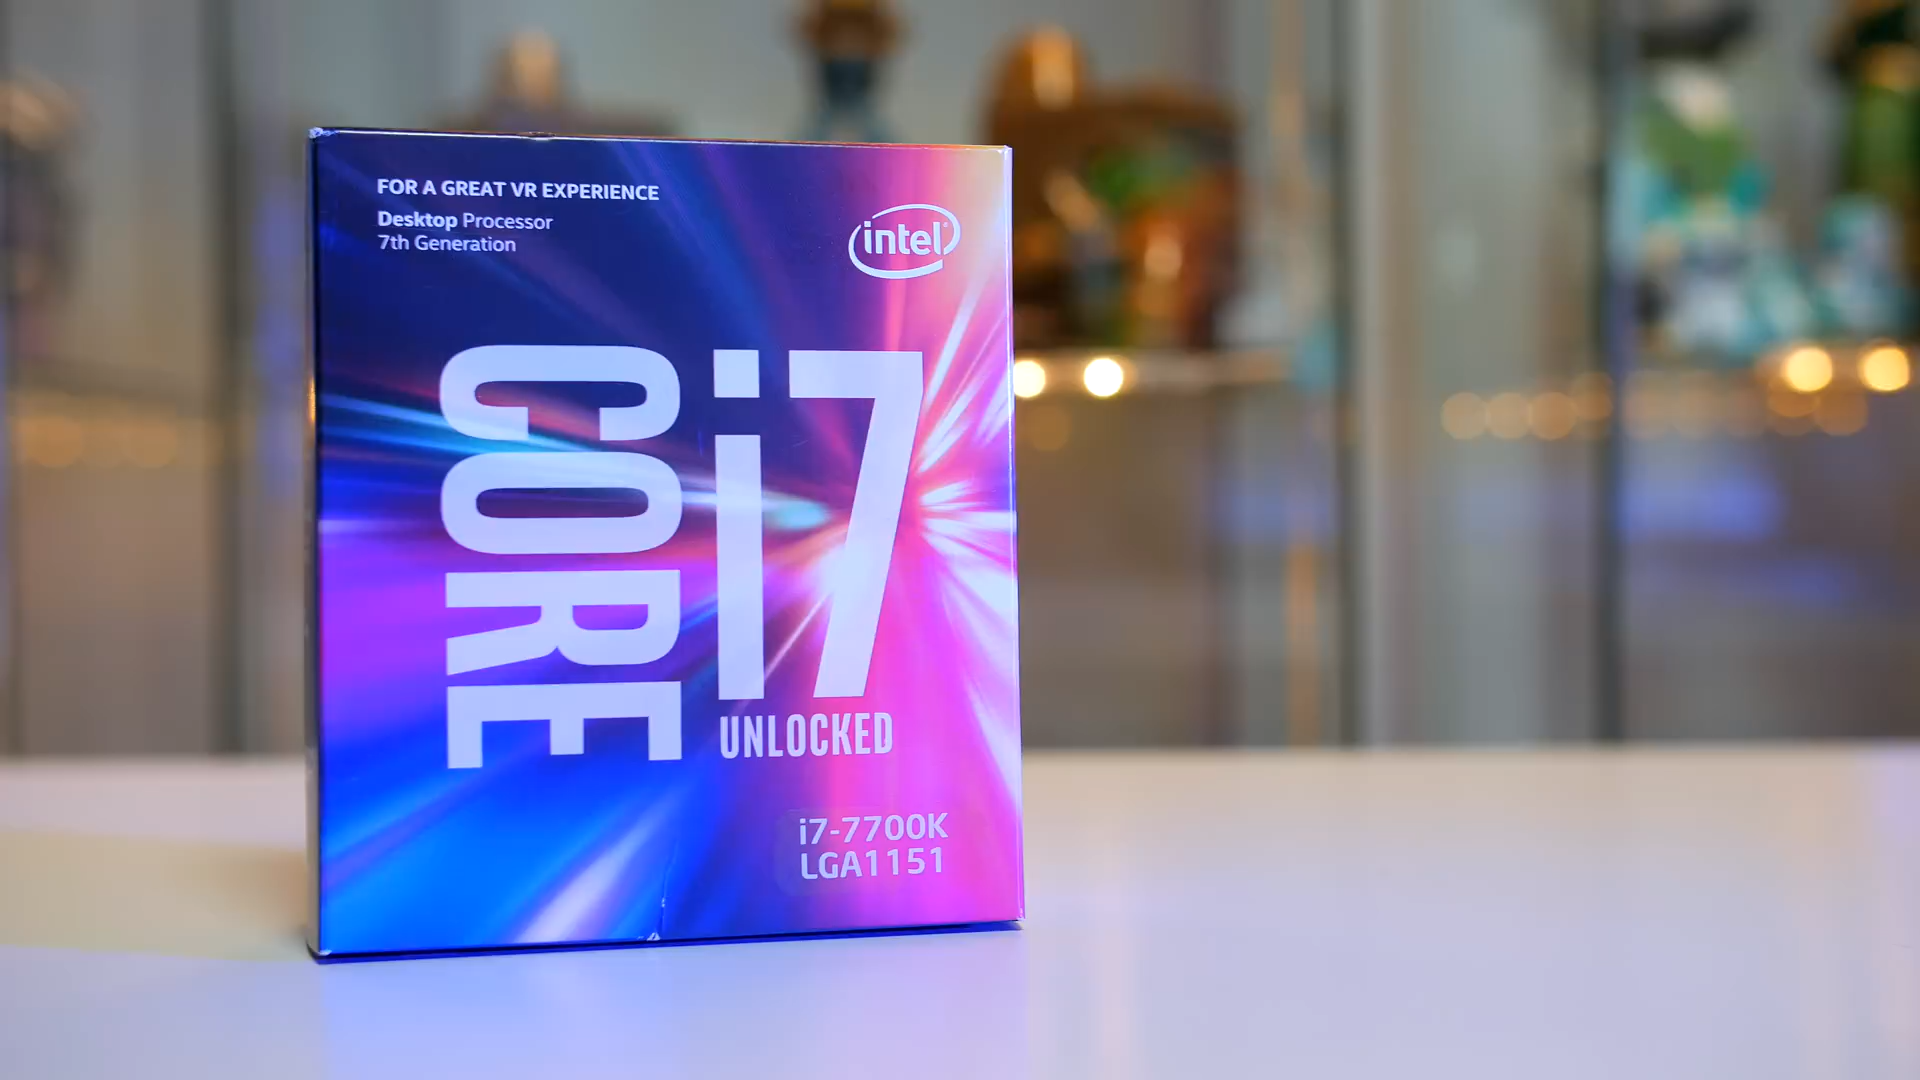 FOR A GREAT VR EXPERIENCE
Desktop Processor
7th Generation
intel
CORE i7
UNLOCKED
i7-7700K
LGA1151